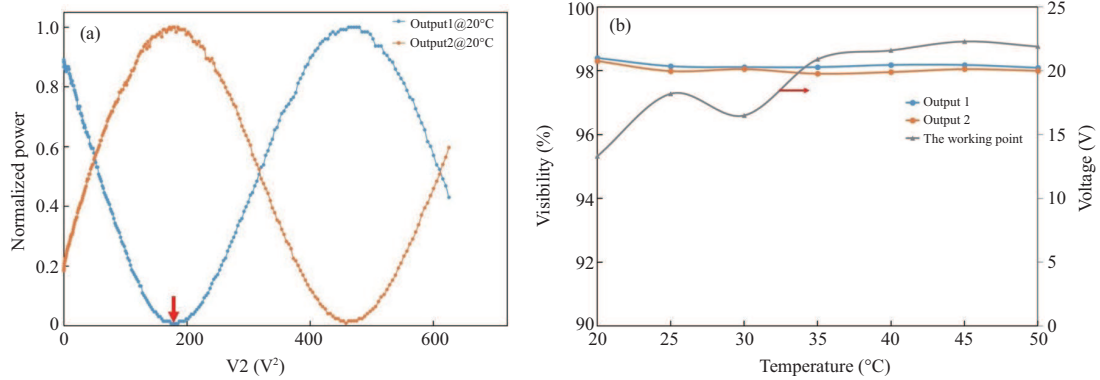 (a)
Output1@20°C
Output2@20°C
Normalized power
1.0
0.8
0.6
0.4
0.2
0
0
200
400
600
V2 (V²)
(b)
Output 1
Output 2
The working point
Visibility (%)
100
98
96
94
92
90
20
25
30
35
40
45
50
Temperature (°C)
25
20
15
10
5
0
Voltage (V)